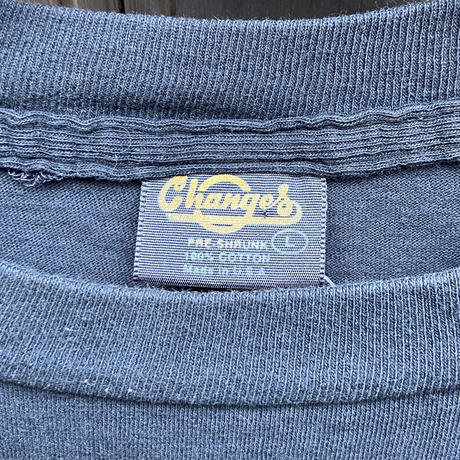 Changes
PRE-SHRUNK L
100% COTTON
Made in U.S.A